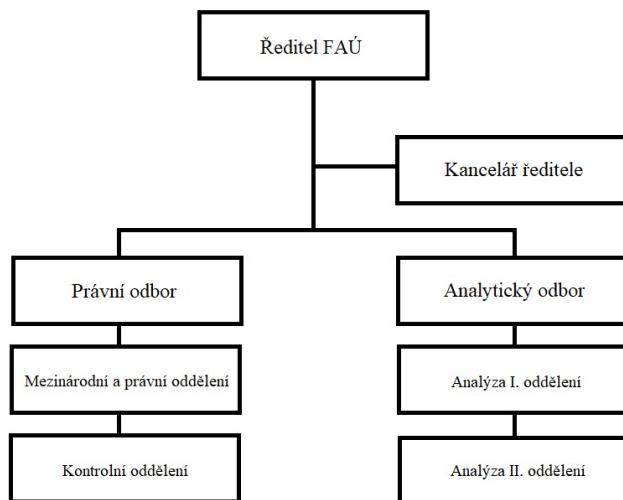 Ředitel FAÚ
Kancelář ředitele
Právní odbor
Analytický odbor
Mezinárodní a právní oddělení
Analýza I. oddělení
Kontrolní oddělení
Analýza II. oddělení